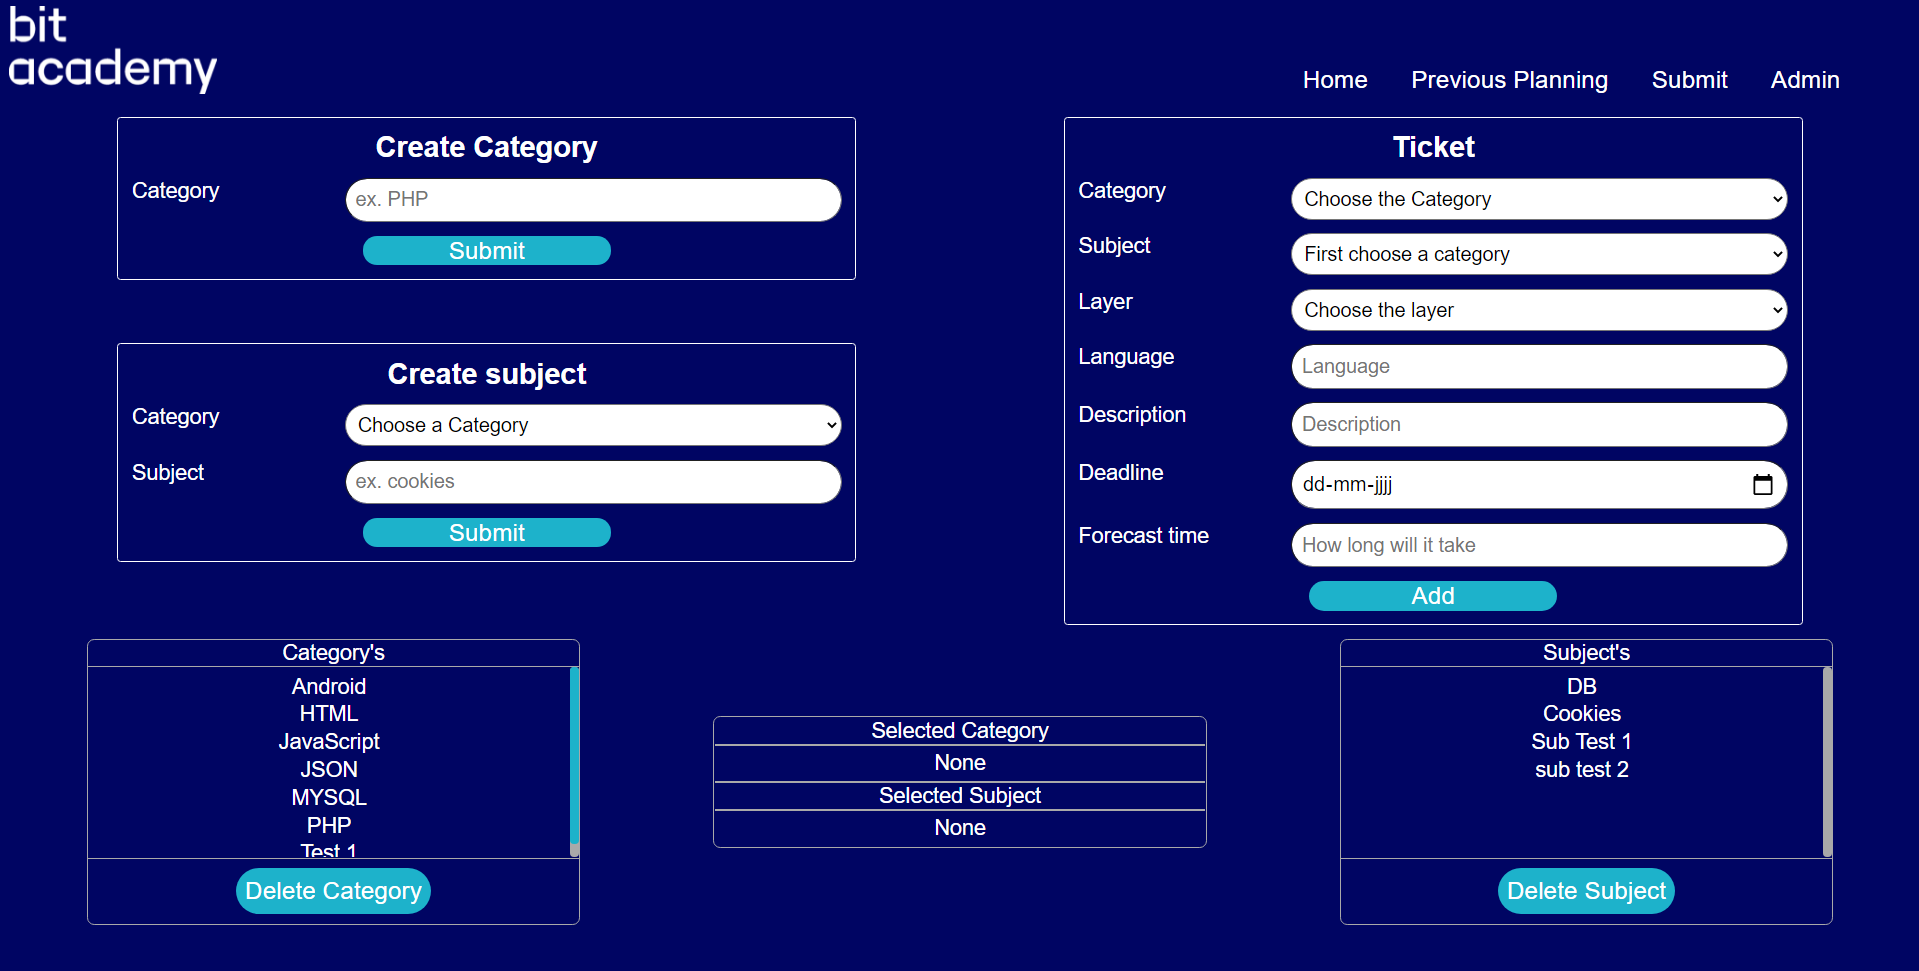 bit
academy
Home Previous Planning Submit Admin
Create Category
Category ex. PHP
Submit
Create subject
Category Choose a Category
Subject ex. cookies
Submit
Ticket
Category Choose the Category
Subject First choose a category
Layer Choose the layer
Language Language
Description Description
Deadline dd-mm-jjjj
Forecast time How long will it take
Add
Category's
Android
HTML
JavaScript
JSON
MYSQL
PHP
Test 1
Delete Category
Selected Category
None
Selected Subject
None
Subject's
DB
Cookies
Sub Test 1
sub test 2
Delete Subject